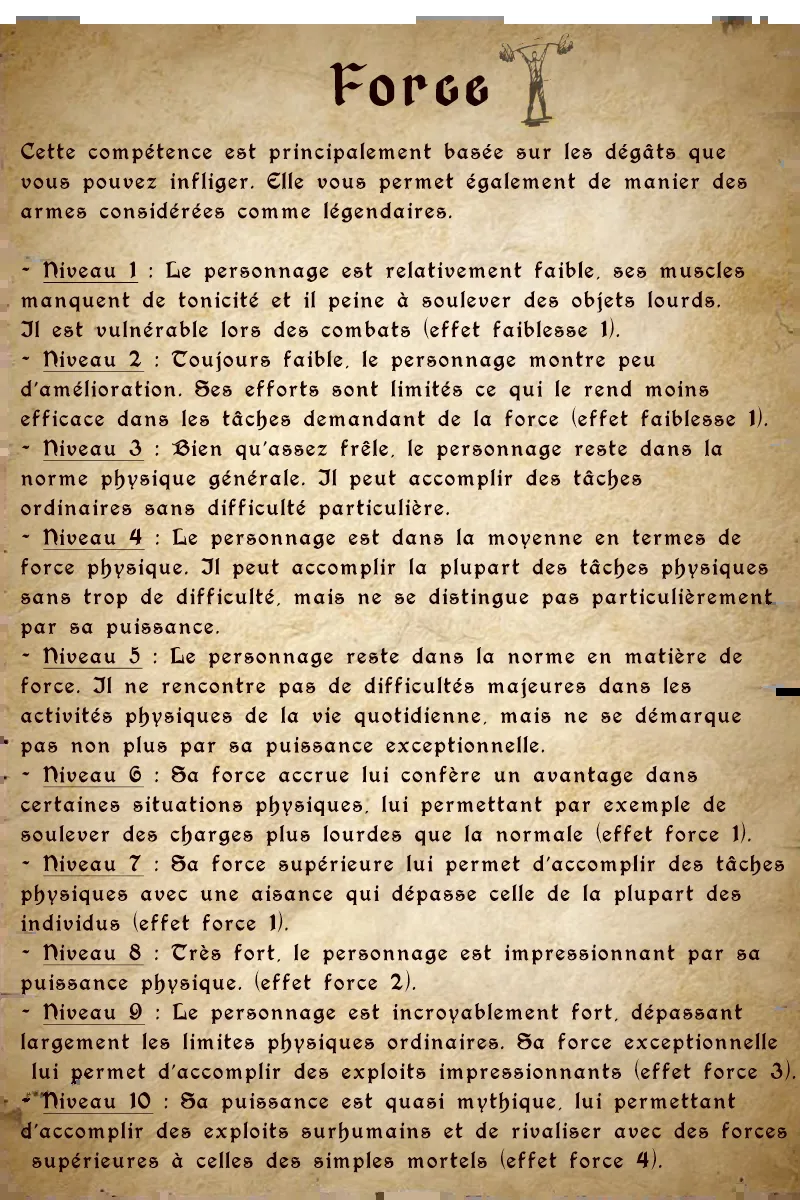 Force
Cette compétence est principalement basée sur les dégâts que
vous pouvez infliger. Elle vous permet également de manier des
armes considérées comme légendaires.
- Niveau 1 : Le personnage est relativement faible, ses muscles
manquent de tonicité et il peine à soulever des objets lourds.
Il est vulnérable lors des combats (effet faiblesse 1).
- Niveau 2 : Toujours faible, le personnage montre peu
d'amélioration. Ses efforts sont limités ce qui le rend moins
efficace dans les tâches demandant de la force (effet faiblesse 1).
- Niveau 3 : Bien qu'assez frêle, le personnage reste dans la
norme physique générale. Il peut accomplir des tâches
ordinaires sans difficulté particulière.
- Niveau 4 : Le personnage est dans la moyenne en termes de
force physique. Il peut accomplir la plupart des tâches physiques
sans trop de difficulté, mais ne se distingue pas particulièrement
par sa puissance.
- Niveau 5 : Le personnage reste dans la norme en matière de
force. Il ne rencontre pas de difficultés majeures dans les
activités physiques de la vie quotidienne, mais ne se démarque
pas non plus par sa puissance exceptionnelle.
- Niveau 6 : Sa force accrue lui confère un avantage dans
certaines situations physiques, lui permettant par exemple de
soulever des charges plus lourdes que la normale (effet force 1).
- Niveau 7 : Sa force supérieure lui permet d'accomplir des tâches
physiques avec une aisance qui dépasse celle de la plupart des
individus (effet force 1).
- Niveau 8 : Très fort, le personnage est impressionnant par sa
puissance physique. (effet force 2).
- Niveau 9 : Le personnage est incroyablement fort, dépassant
largement les limites physiques ordinaires. Sa force exceptionnelle
lui permet d'accomplir des exploits impressionnants (effet force 3).
- Niveau 10 : Sa puissance est quasi mythique, lui permettant
d'accomplir des exploits surhumains et de rivaliser avec des forces
supérieures à celles des simples mortels (effet force 4).